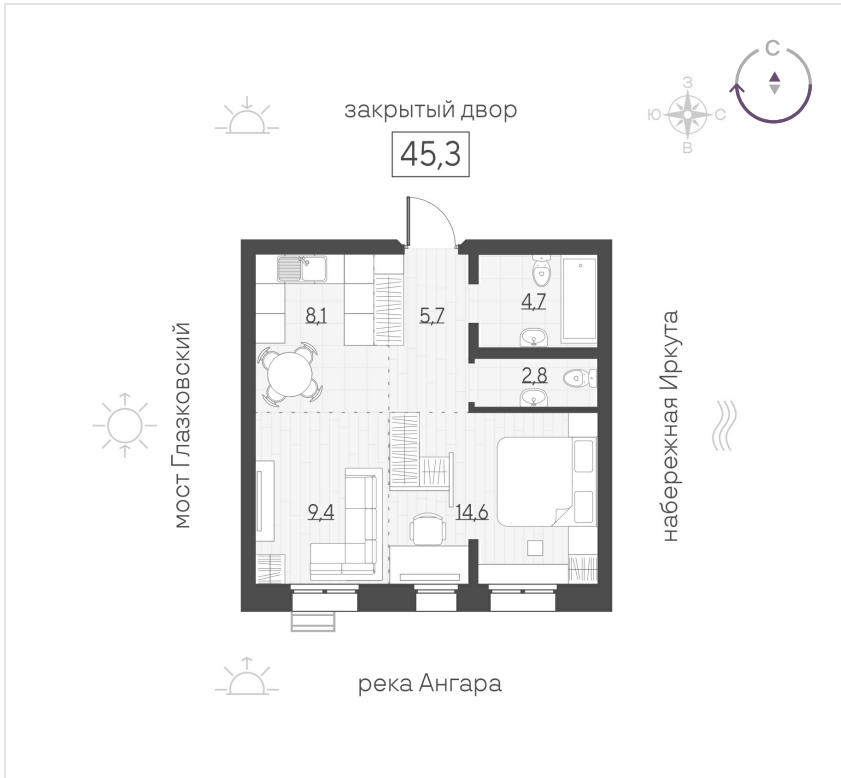 С
З
Ю
С
В
закрытый двор
45,3
8,1
5,7
4,7
2,8
мост Глазковский
набережная Иркута
9,4
14,6
река Ангара